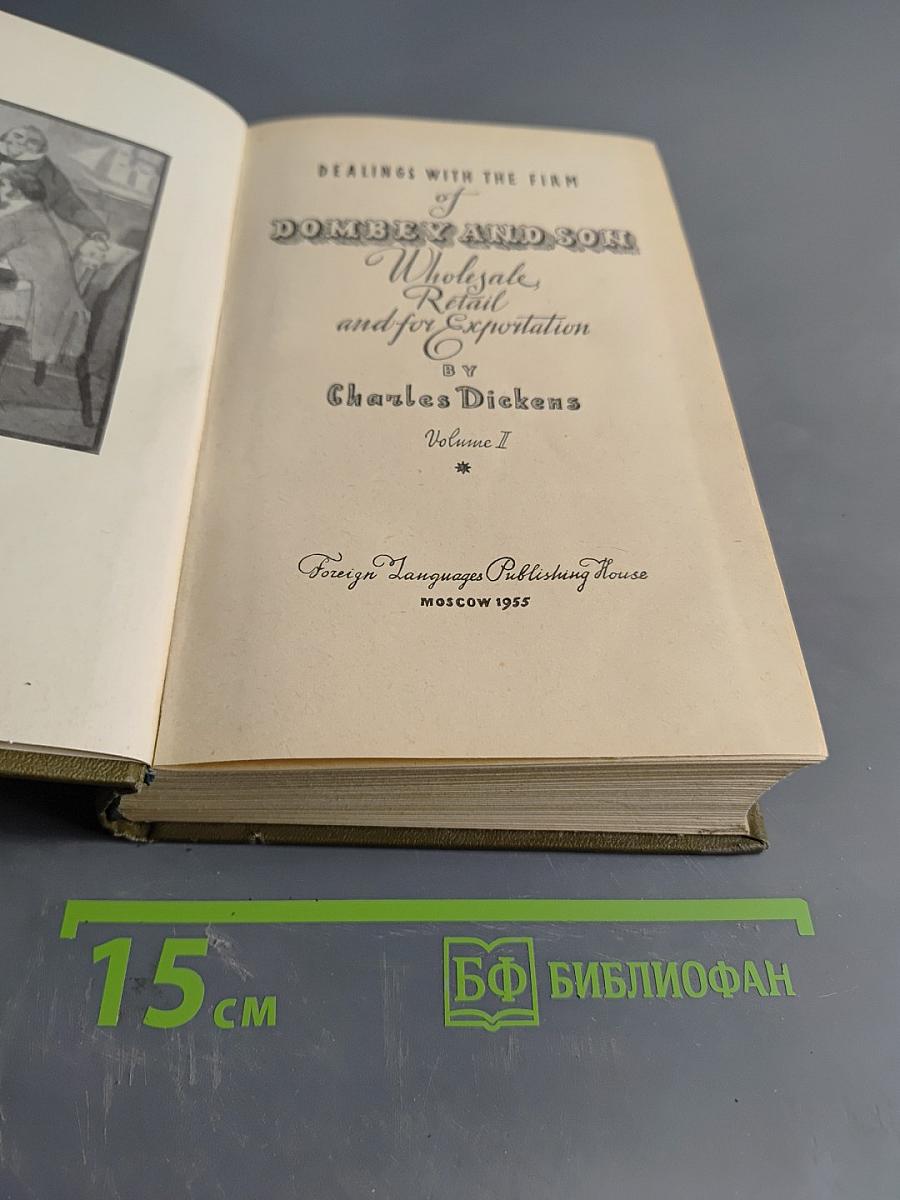 DEALINGS WITH THE FIRM
of
DOMBEY AND SON
Wholesale,
Retail
and for Exportation
BY
Charles Dickens
Volume II
Foreign Languages Publishing House
MOSCOW 1955
15 см
БФ БИБЛИОФАН